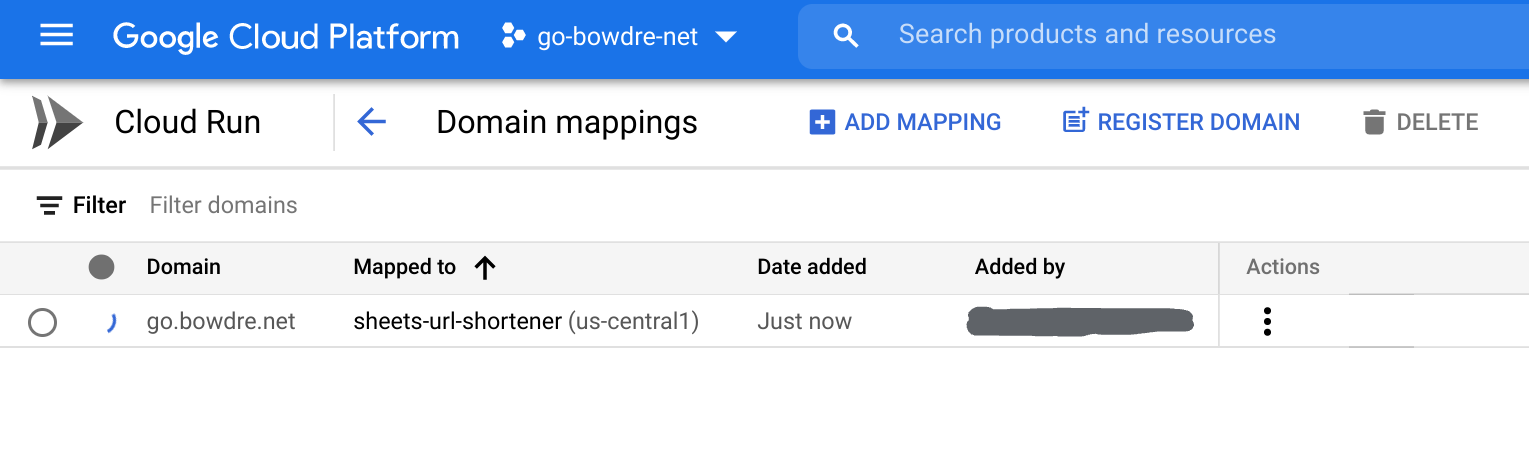 Google Cloud Platform go-bowdre-net Search products and resources
Cloud Run Domain mappings ADD MAPPING REGISTER DOMAIN DELETE
Filter Filter domains
Domain Mapped to Date added Added by Actions
go.bowdre.net sheets-url-shortener (us-central1) Just now